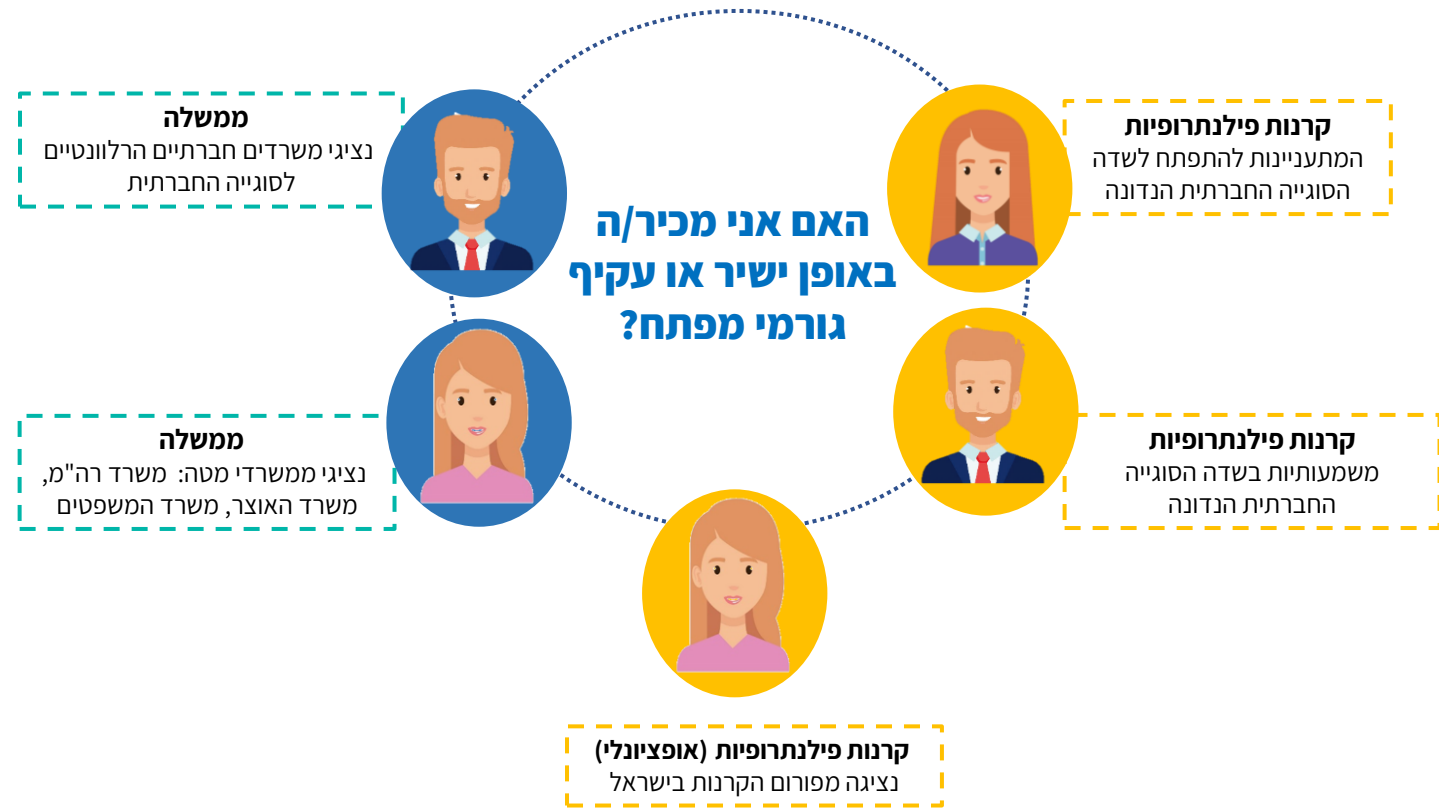 האם אני מכיר/ה
באופן ישיר או עקיף
גורמי מפתח?
קרנות פילנתרופיות
המתעניינות להתפתח לשדה
הסוגייה החברתית הנדונה
קרנות פילנתרופיות
משמעותיות בשדה הסוגייה
החברתית הנדונה
קרנות פילנתרופיות (אופציונלי)
נציגה מפורום הקרנות בישראל
ממשלה
נציגי משרדים חברתיים הרלוונטיים
לסוגייה החברתית
ממשלה
נציגי ממשרדי מטה: משרד רה"מ,
משרד האוצר, משרד המשפטים